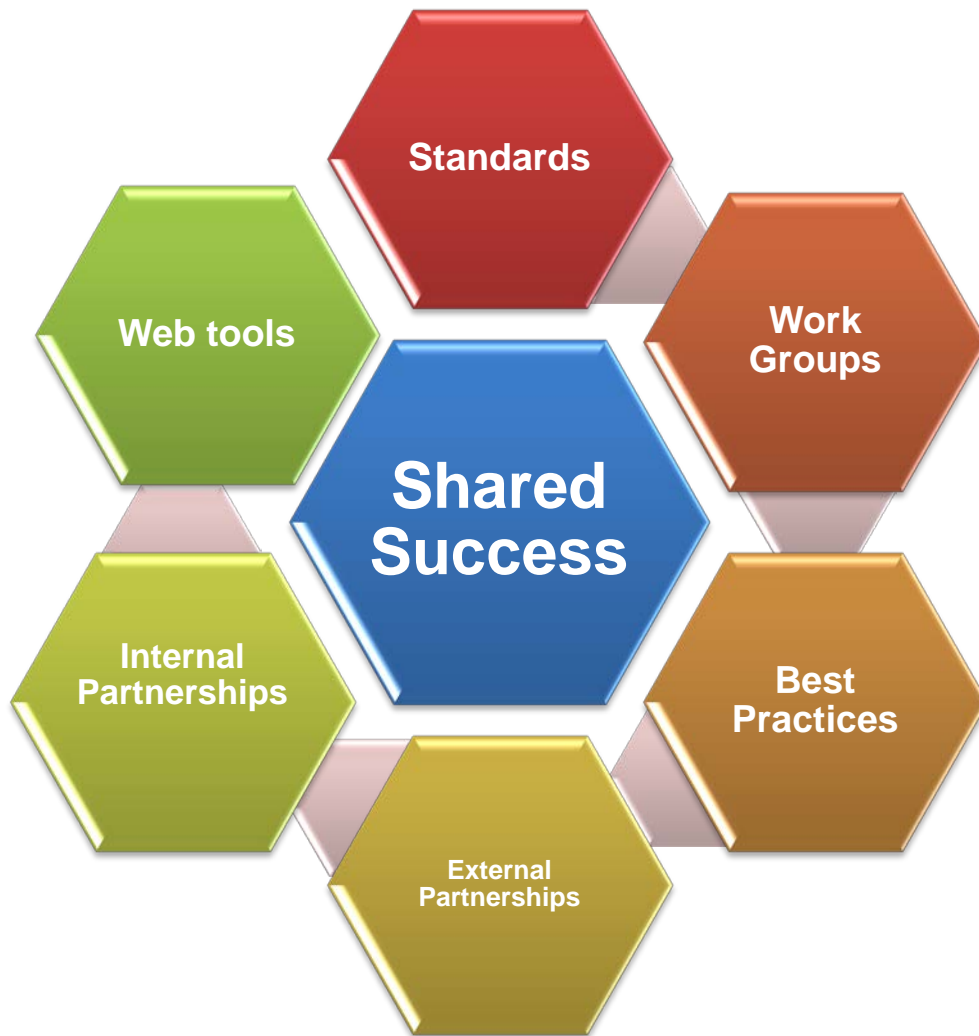 Standards
Web tools
Work
Groups
Shared
Success
Internal
Partnerships
Best
Practices
External
Partnerships